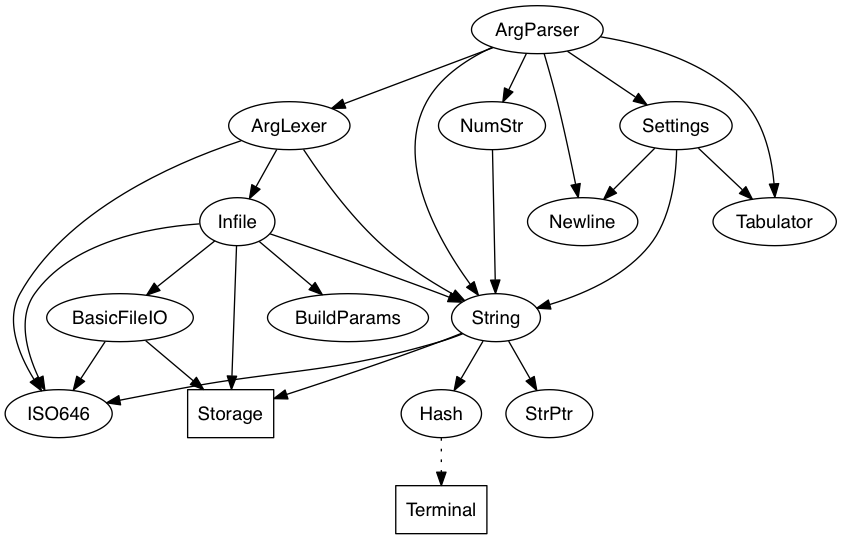 ArgParser
ArgLexer
NumStr
Settings
Infile
Newline
Tabulator
BasicFileIO
BuildParams
String
ISO646
Storage
Hash
StrPtr
Terminal